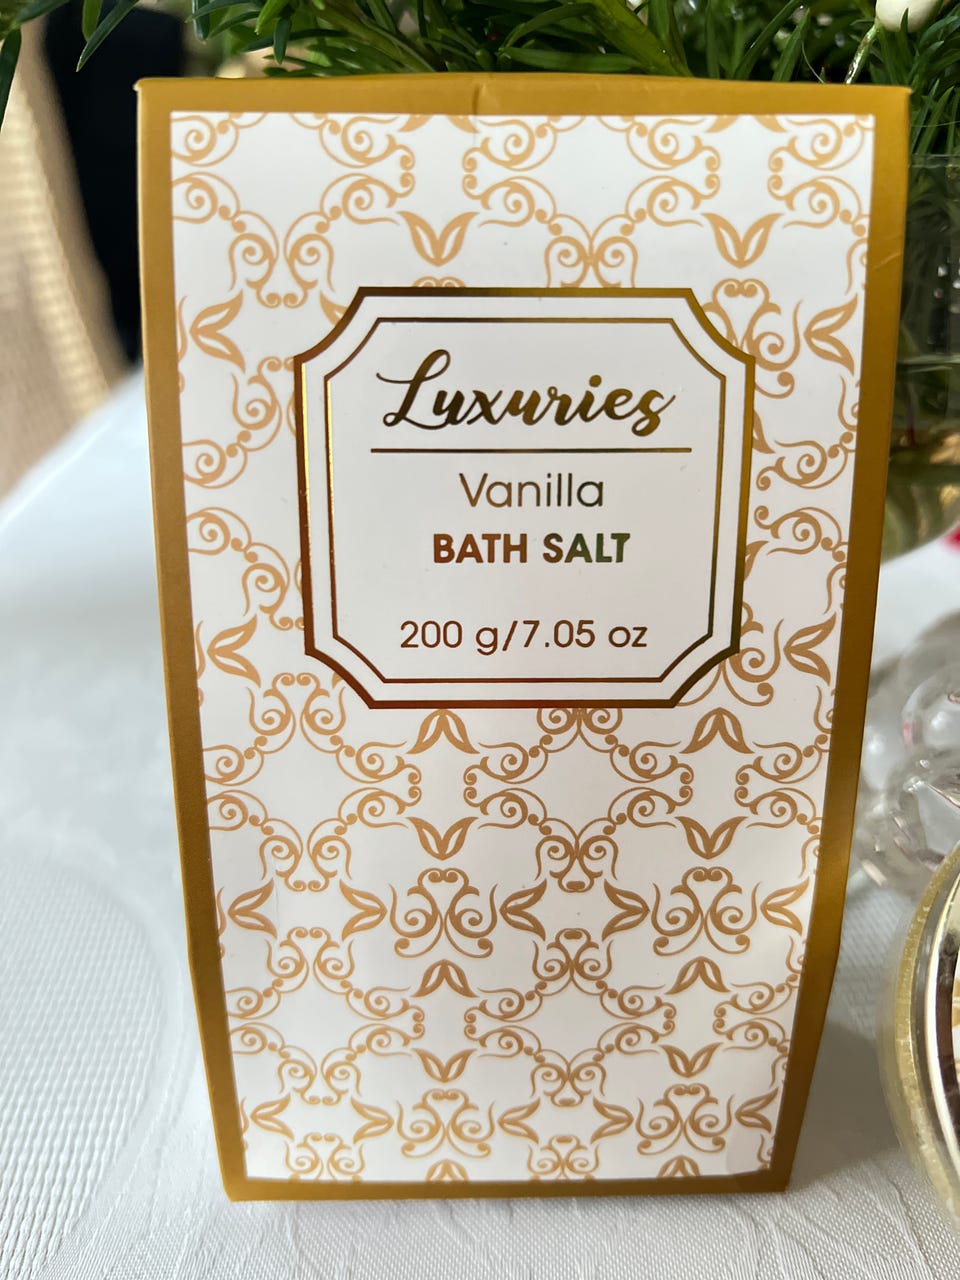 Luxuries
Vanilla
BATH SALT
200 g/7.05 oz